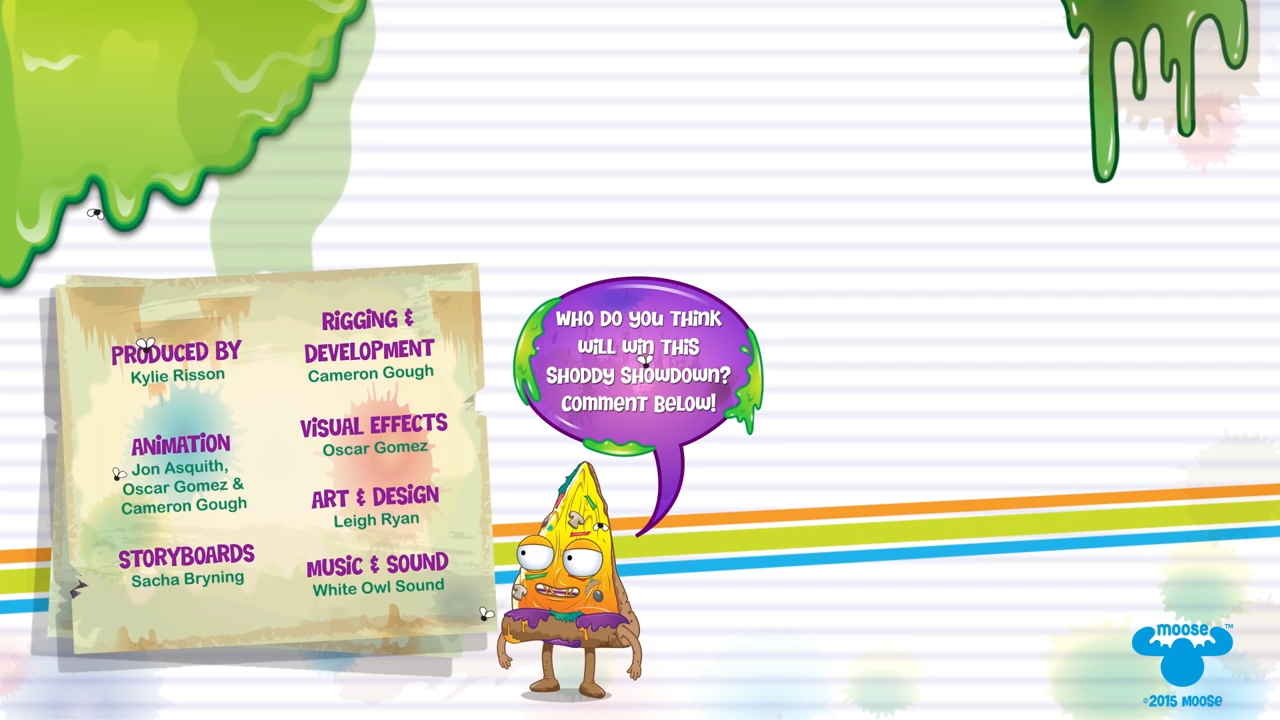 PRODUCED BY
Kylie Risson
ANIMATION
Jon Asquith,
Oscar Gomez &
Cameron Gough
STORYBOARDS
Sacha Bryning
RIGGING &
DEVELOPMENT
Cameron Gough
VISUAL EFFECTS
Oscar Gomez
ART & DESIGN
Leigh Ryan
MUSIC & SOUND
White Owl Sound
WHO DO YOU THINK
WILL WIN THIS
SHODDY SHOWDOWN?
COMMENT BELOW!
moose™
©2015 MOOSE